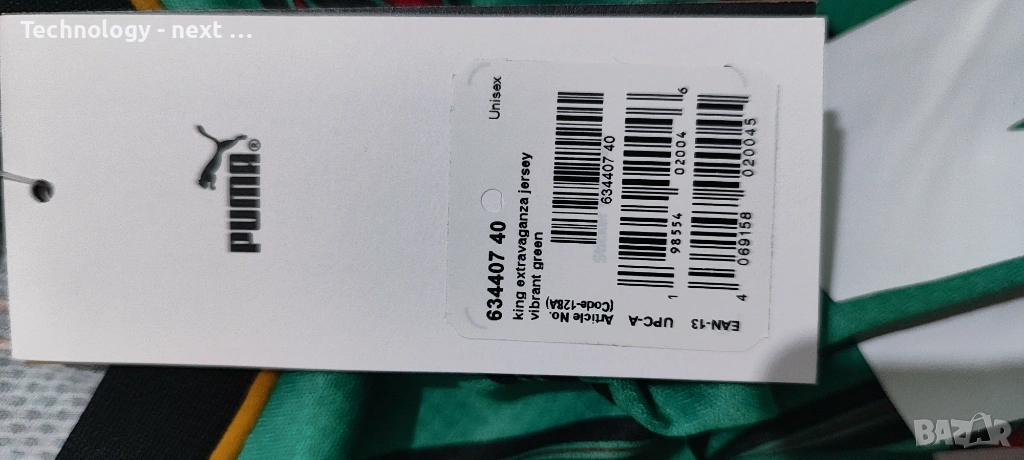 Technology - next ...
PUMA®
634407 40
Unisex
king extravaganza jersey
vibrant green
Article No.
(Code-128A)
634407 40
UPC-A
1 98554 02004 6
EAN-13
4 069158 020045
BAZAR